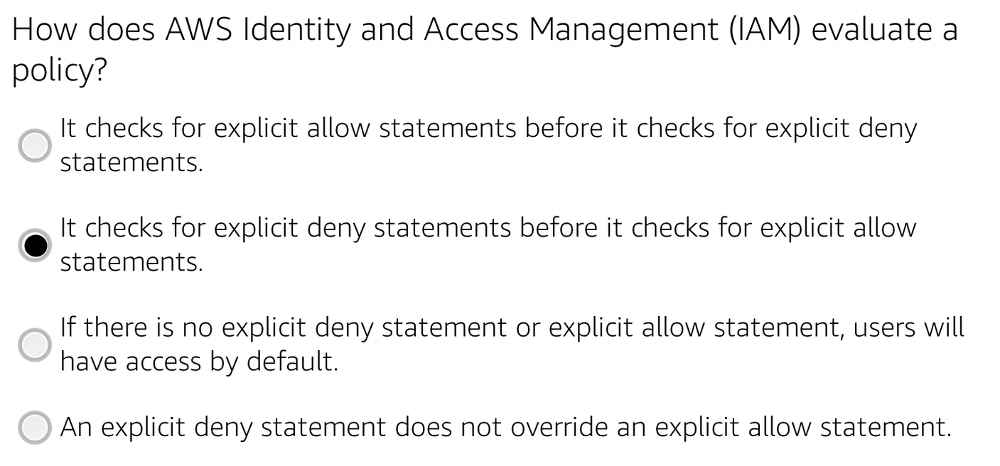 How does AWS Identity and Access Management (IAM) evaluate a
policy?
It checks for explicit allow statements before it checks for explicit deny
statements.
It checks for explicit deny statements before it checks for explicit allow
statements.
If there is no explicit deny statement or explicit allow statement, users will
have access by default.
An explicit deny statement does not override an explicit allow statement.